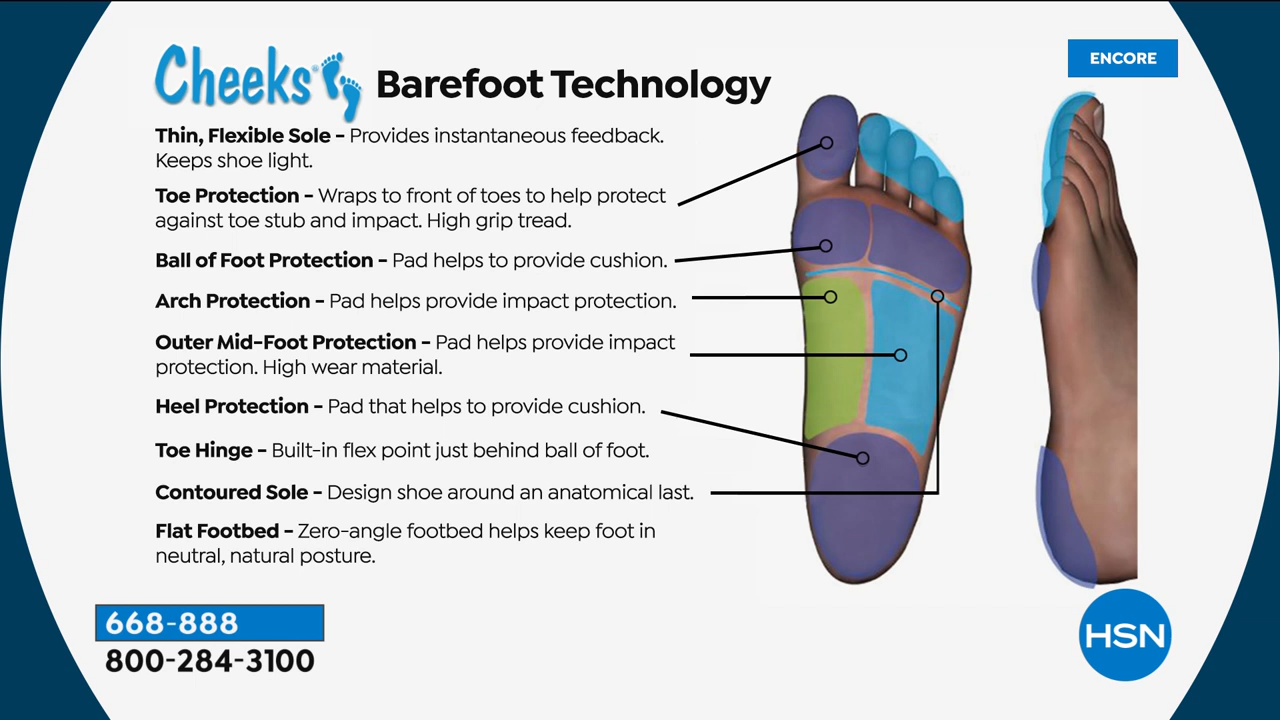 Cheeks® Barefoot Technology
ENCORE
Thin, Flexible Sole – Provides instantaneous feedback.
Keeps shoe light.
Toe Protection – Wraps to front of toes to help protect
against toe stub and impact. High grip tread.
Ball of Foot Protection – Pad helps to provide cushion.
Arch Protection – Pad helps provide impact protection.
Outer Mid-Foot Protection – Pad helps provide impact
protection. High wear material.
Heel Protection – Pad that helps to provide cushion.
Toe Hinge – Built-in flex point just behind ball of foot.
Contoured Sole – Design shoe around an anatomical last.
Flat Footbed – Zero-angle footbed helps keep foot in
neutral, natural posture.
668-888
800-284-3100
HSN